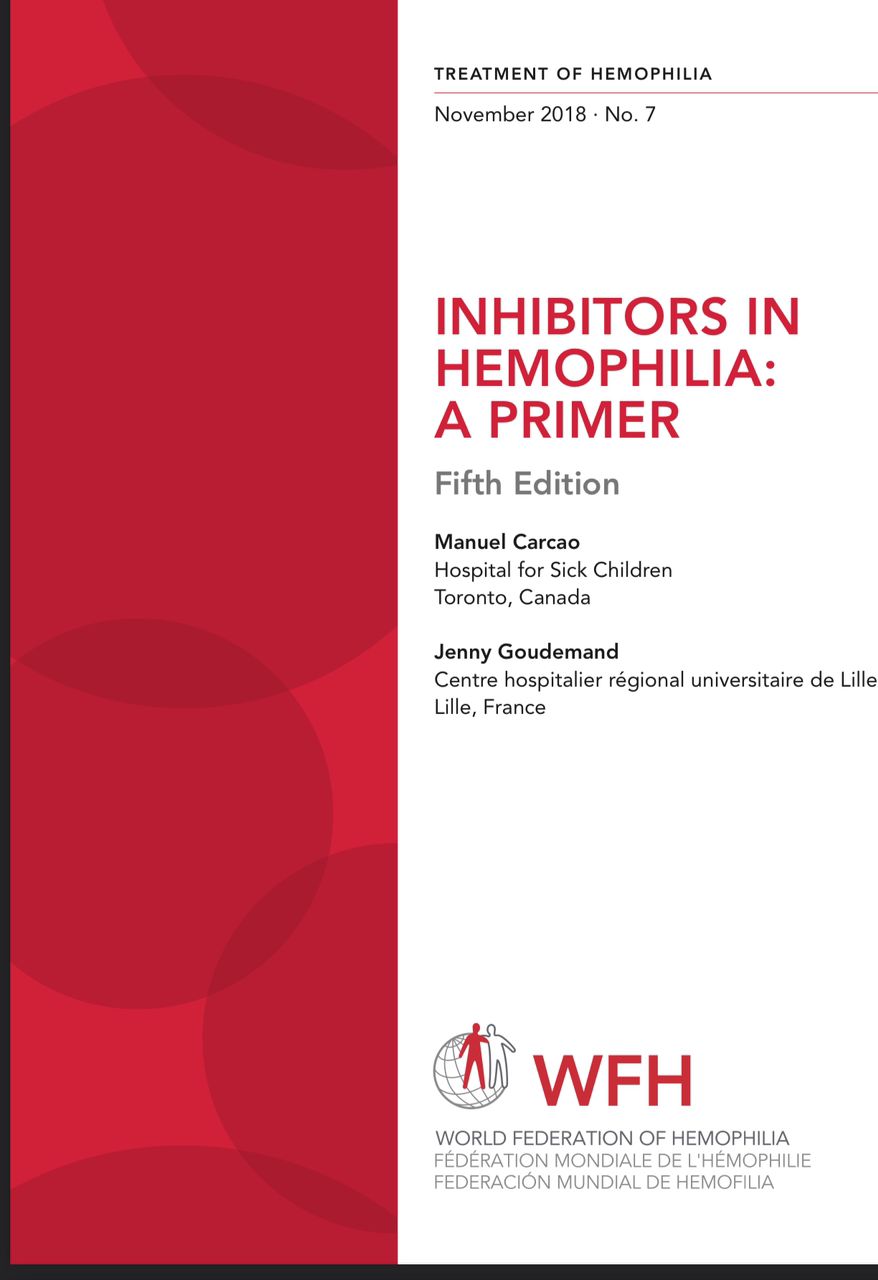 TREATMENT OF HEMOPHILIA
November 2018 · No. 7
INHIBITORS IN
HEMOPHILIA:
A PRIMER
Fifth Edition
Manuel Carcao
Hospital for Sick Children
Toronto, Canada
Jenny Goudemand
Centre hospitalier régional universitaire de Lille
Lille, France
WFH
WORLD FEDERATION OF HEMOPHILIA
FÉDÉRATION MONDIALE DE L'HÉMOPHILIE
FEDERACIÓN MUNDIAL DE HEMOFILIA